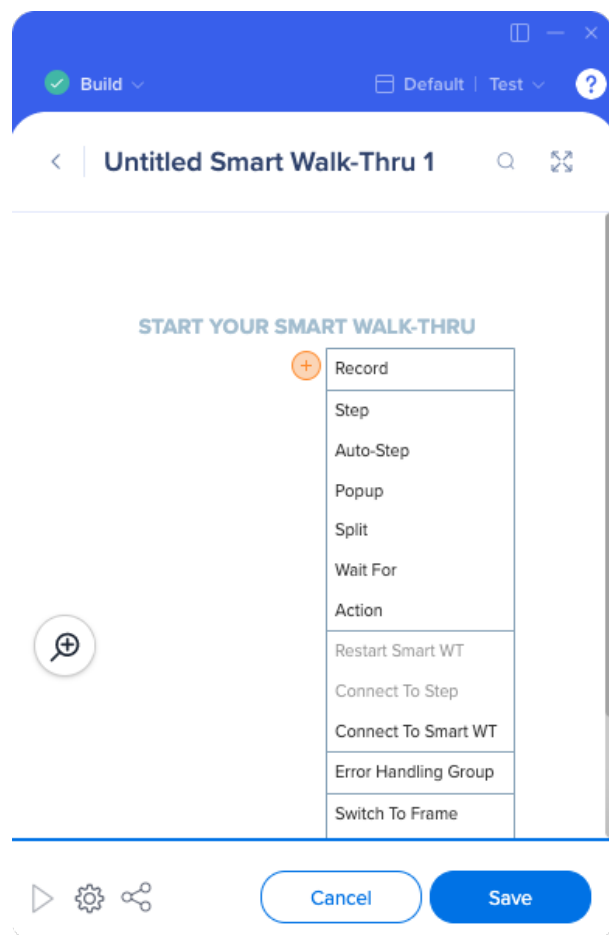 Build
Default | Test
?
Untitled Smart Walk-Thru 1
START YOUR SMART WALK-THRU
Record
Step
Auto-Step
Popup
Split
Wait For
Action
Restart Smart WT
Connect To Step
Connect To Smart WT
Error Handling Group
Switch To Frame
Cancel
Save